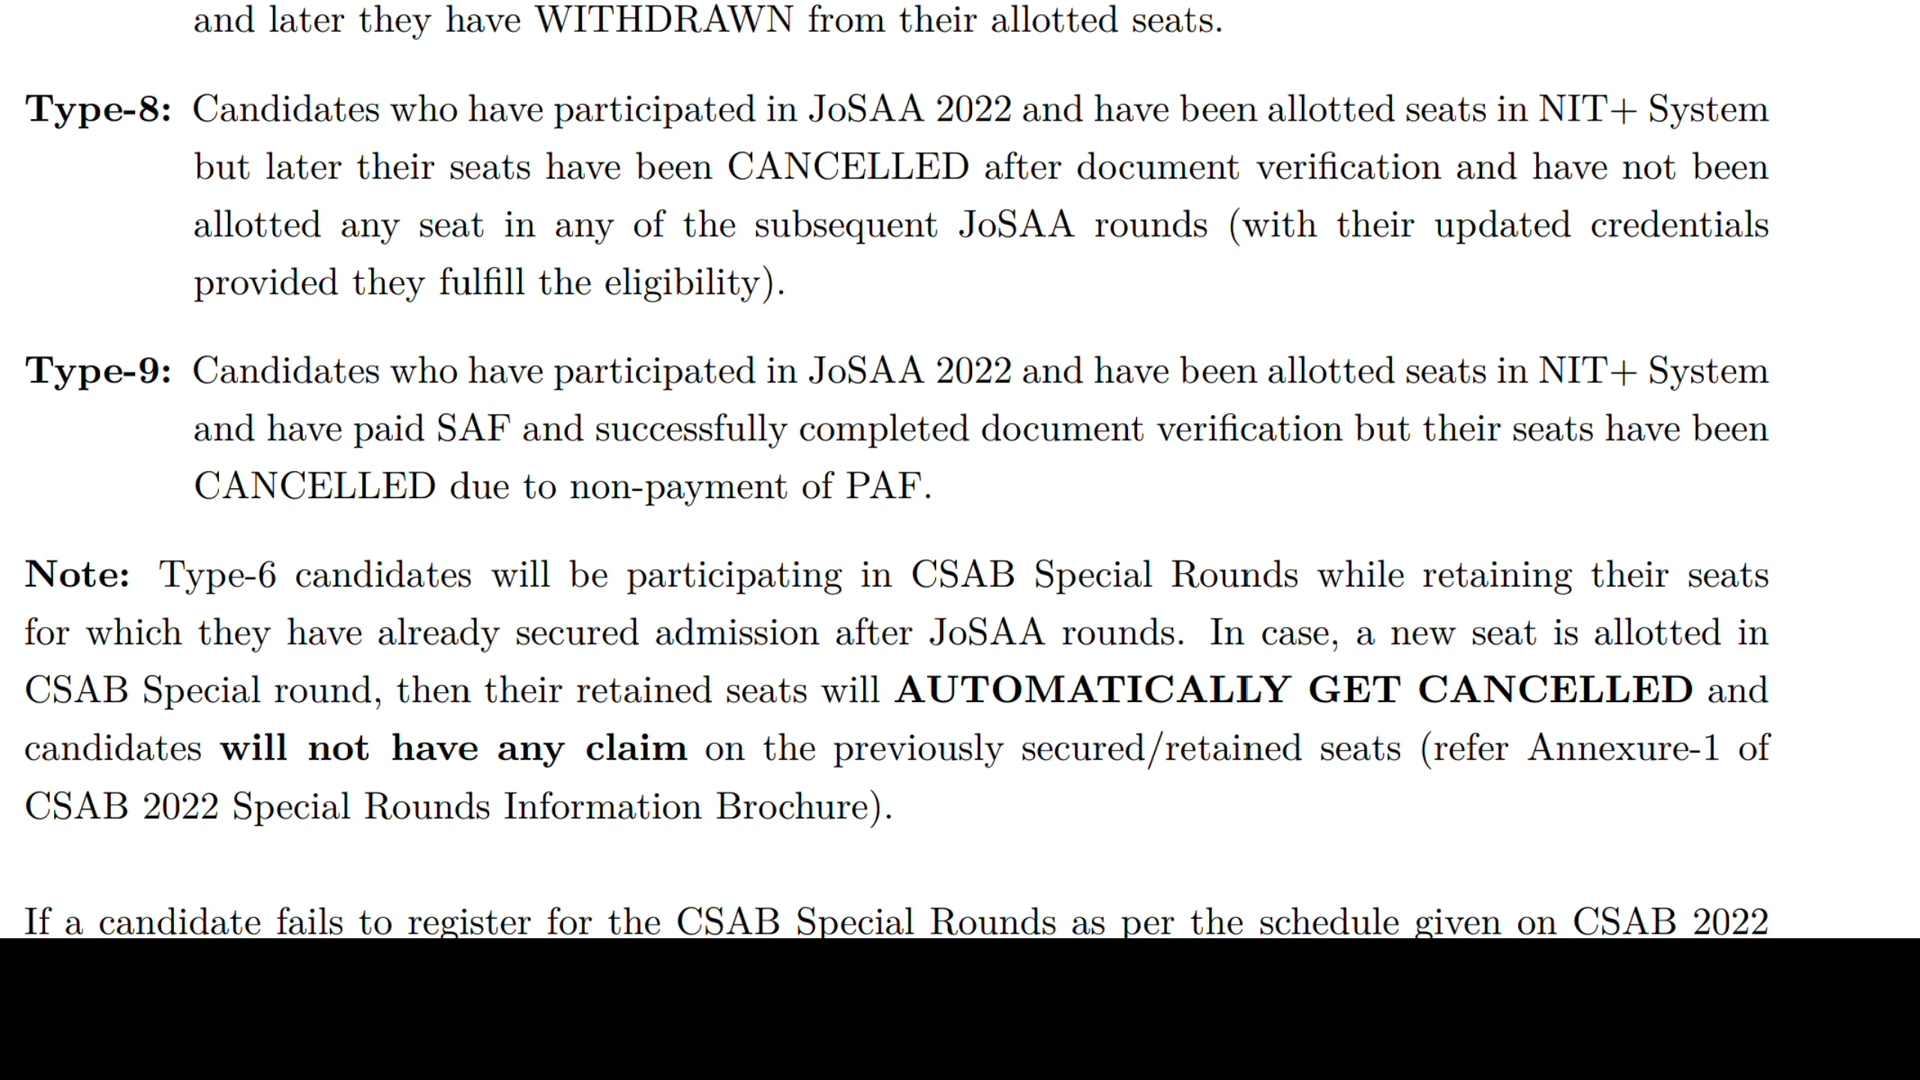 and later they have WITHDRAWN from their allotted seats.
Type-8: Candidates who have participated in JoSAA 2022 and have been allotted seats in NIT+ System
but later their seats have been CANCELLED after document verification and have not been
allotted any seat in any of the subsequent JoSAA rounds (with their updated credentials
provided they fulfill the eligibility).
Type-9: Candidates who have participated in JoSAA 2022 and have been allotted seats in NIT+ System
and have paid SAF and successfully completed document verification but their seats have been
CANCELLED due to non-payment of PAF.
Note: Type-6 candidates will be participating in CSAB Special Rounds while retaining their seats
for which they have already secured admission after JoSAA rounds. In case, a new seat is allotted in
CSAB Special round, then their retained seats will AUTOMATICALLY GET CANCELLED and
candidates will not have any claim on the previously secured/retained seats (refer Annexure-1 of
CSAB 2022 Special Rounds Information Brochure).
If a candidate fails to register for the CSAB Special Rounds as per the schedule given on CSAB 2022